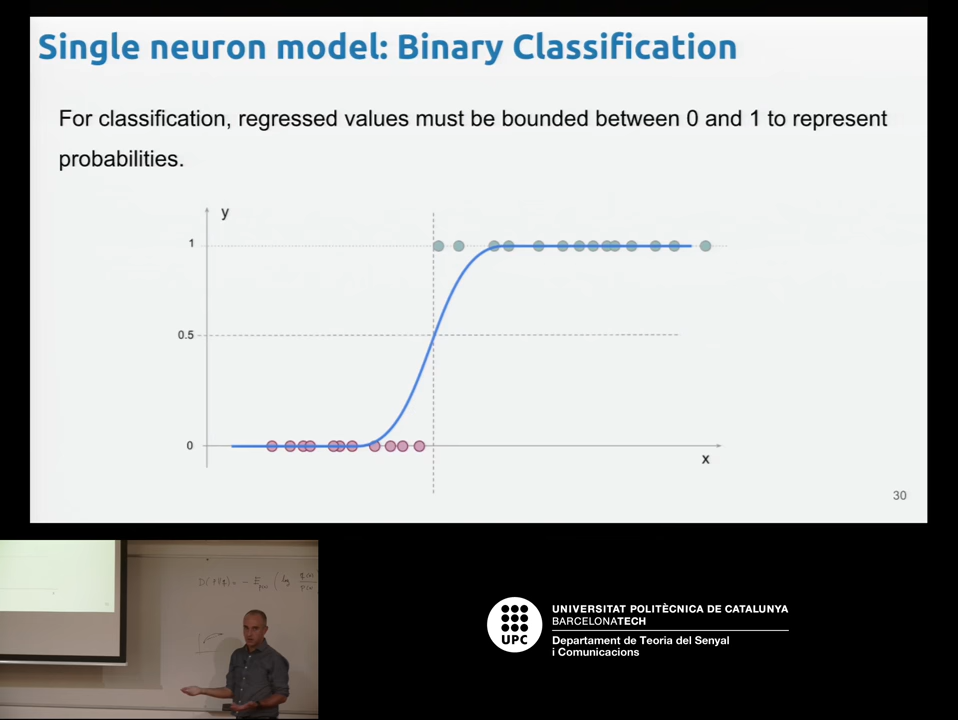 Single neuron model: Binary Classification
For classification, regressed values must be bounded between 0 and 1 to represent
probabilities.
y
1
0.5
0
x
30
UPC
UNIVERSITAT POLITÈCNICA DE CATALUNYA
BARCELONATECH
Departament de Teoria del Senyal
i Comunicacions